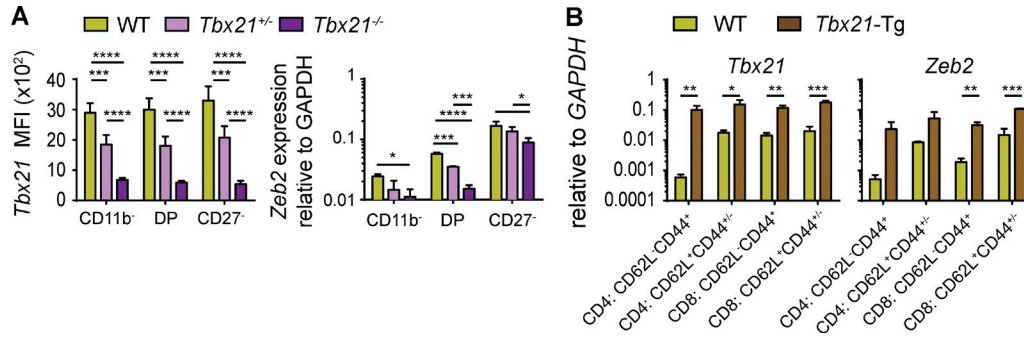 A
WT Tbx21+/- Tbx21-/-
Tbx21 MFI (x10²)
40
30
20
10
0
**** **** ****
*** *** ***
**** **** ****
CD11b- DP CD27-
Zeb2 expression
relative to GAPDH
1
0.1
0.01
*
***
****
***
*
CD11b- DP CD27-
B
WT Tbx21-Tg
relative to GAPDH
Tbx21
1
0.1
0.01
0.001
0.0001
** * ** ***
CD4: CD62L-CD44+
CD4: CD62L+CD44+/-
CD8: CD62L-CD44+
CD8: CD62L+CD44+/-
Zeb2
** ***
CD4: CD62L-CD44+
CD4: CD62L+CD44+/-
CD8: CD62L-CD44+
CD8: CD62L+CD44+/-